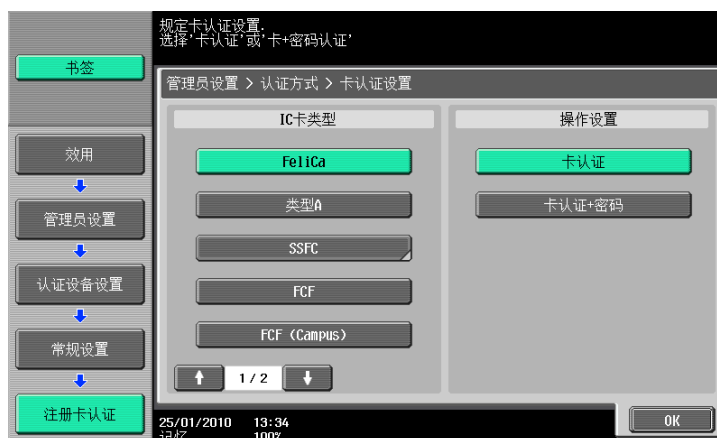 规定卡认证设置.
选择'卡认证'或'卡+密码认证'
书签
管理员设置 > 认证方式 > 卡认证设置
IC卡类型
操作设置
效用
FeliCa
卡认证
管理员设置
类型A
卡认证+密码
SSFC
认证设备设置
FCF
常规设置
FCF (Campus)
1/2
注册卡认证
25/01/2010 13:34
记忆 100%
OK